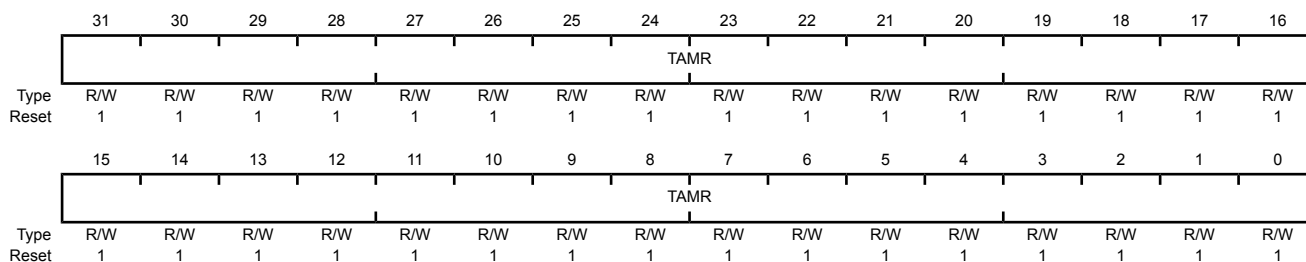 31 30 29 28 27 26 25 24 23 22 21 20 19 18 17 16
TAMR
Type R/W R/W R/W R/W R/W R/W R/W R/W R/W R/W R/W R/W R/W R/W R/W R/W
Reset 1 1 1 1 1 1 1 1 1 1 1 1 1 1 1 1
15 14 13 12 11 10 9 8 7 6 5 4 3 2 1 0
TAMR
Type R/W R/W R/W R/W R/W R/W R/W R/W R/W R/W R/W R/W R/W R/W R/W R/W
Reset 1 1 1 1 1 1 1 1 1 1 1 1 1 1 1 1